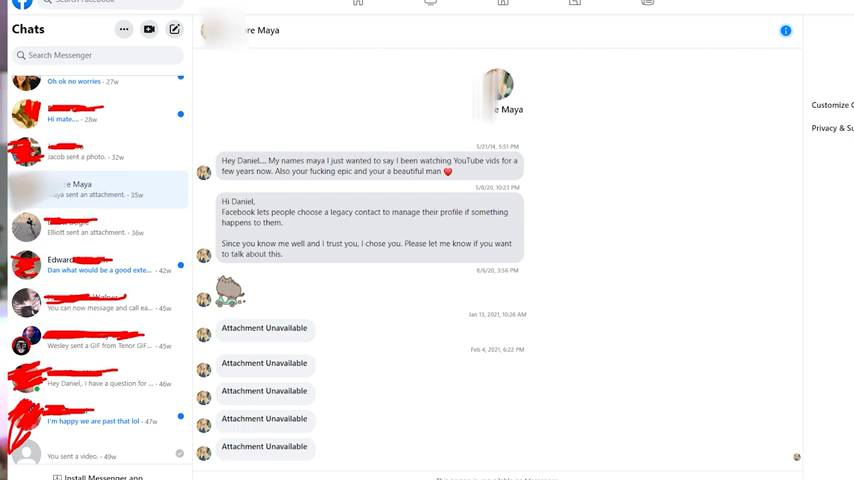 Search Facebook
Chats
Search Messenger
Oh ok no worries · 27w
Hi mate.... · 28w
Jacob sent a photo. · 32w
re Maya
Maya sent an attachment. · 35w
Elliott sent an attachment. · 36w
Edward
Dan what would be a good exte... · 42w
You can now message and call ea... · 45w
Wesley sent a GIF from Tenor GIF... · 45w
Hey Daniel,. I have a question for ... · 46w
I'm happy we are past that lol · 47w
You sent a video. · 49w
Install Messenger app
re Maya
e Maya
5/21/14, 5:51 PM
Hey Daniel.... My names maya I just wanted to say I been watching YouTube vids for a
few years now. Also your fucking epic and your a beautiful man ❤
5/8/20, 10:23 PM
Hi Daniel,
Facebook lets people choose a legacy contact to manage their profile if something
happens to them.
Since you know me well and I trust you, I chose you. Please let me know if you want
to talk about this.
8/6/20, 3:56 PM
Jan 13, 2021, 10:26 AM
Attachment Unavailable
Feb 4, 2021, 6:22 PM
Attachment Unavailable
Attachment Unavailable
Attachment Unavailable
Attachment Unavailable
Customize C
Privacy & Su